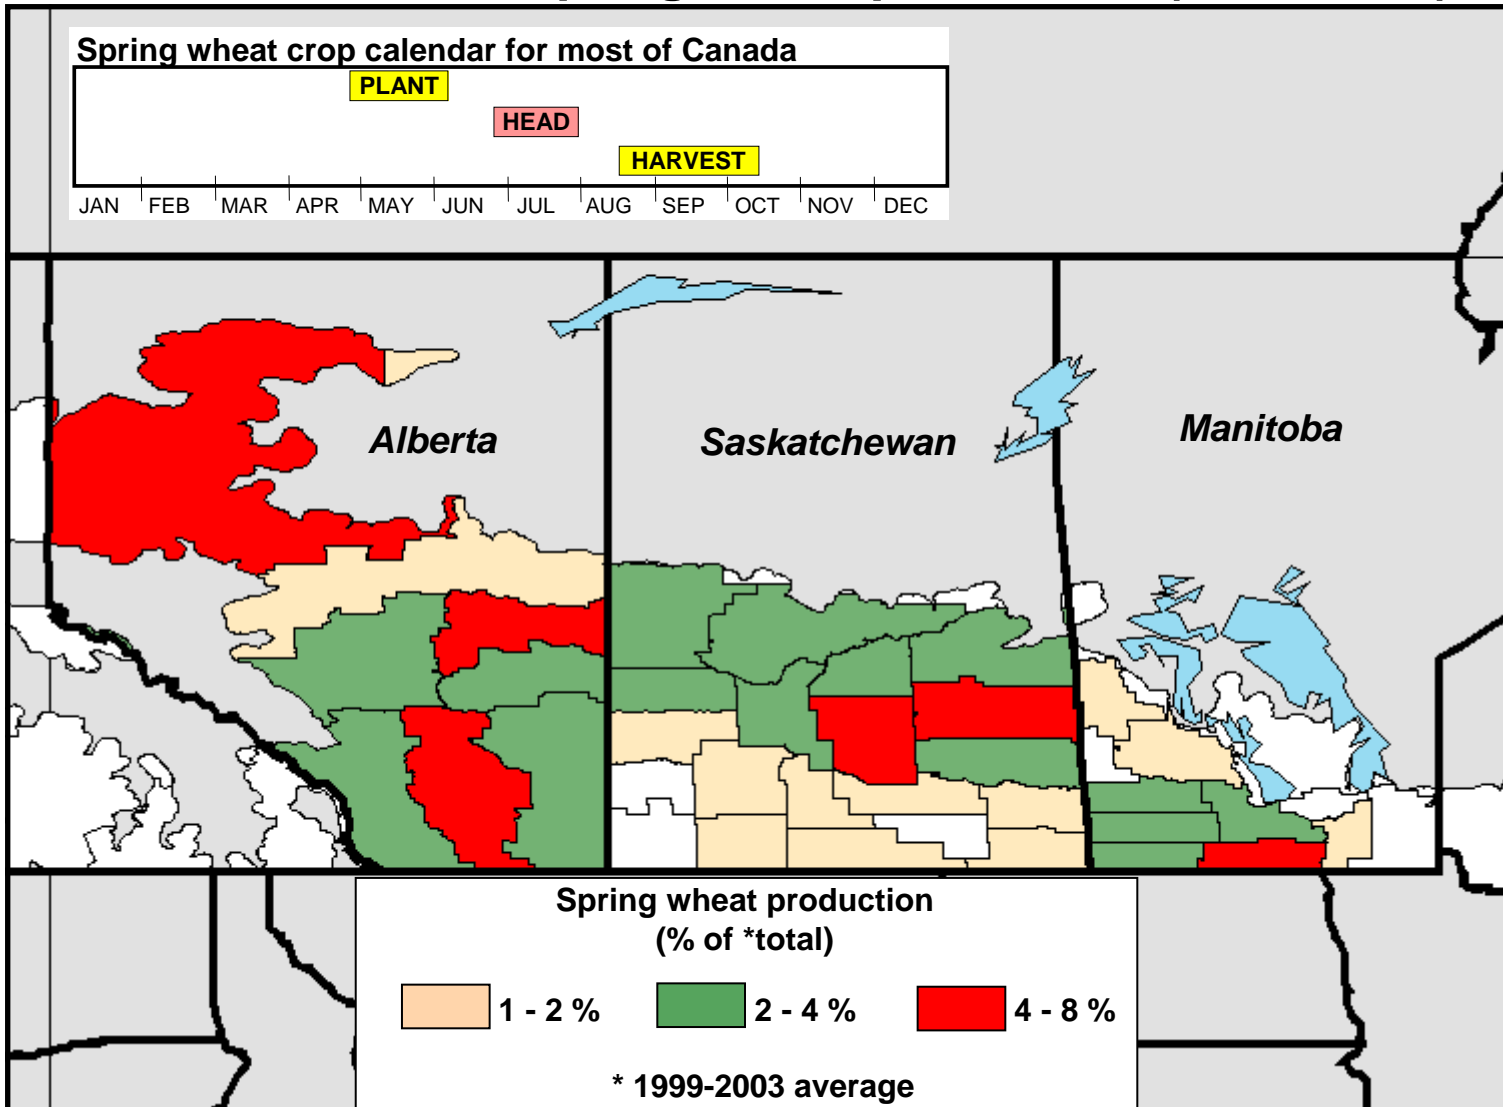 Spring wheat crop calendar for most of Canada
PLANT
HEAD
HARVEST
JAN FEB MAR APR MAY JUN JUL AUG SEP OCT NOV DEC
Alberta
Saskatchewan
Manitoba
Spring wheat production
(% of *total)
1 - 2 %
2 - 4 %
4 - 8 %
* 1999-2003 average